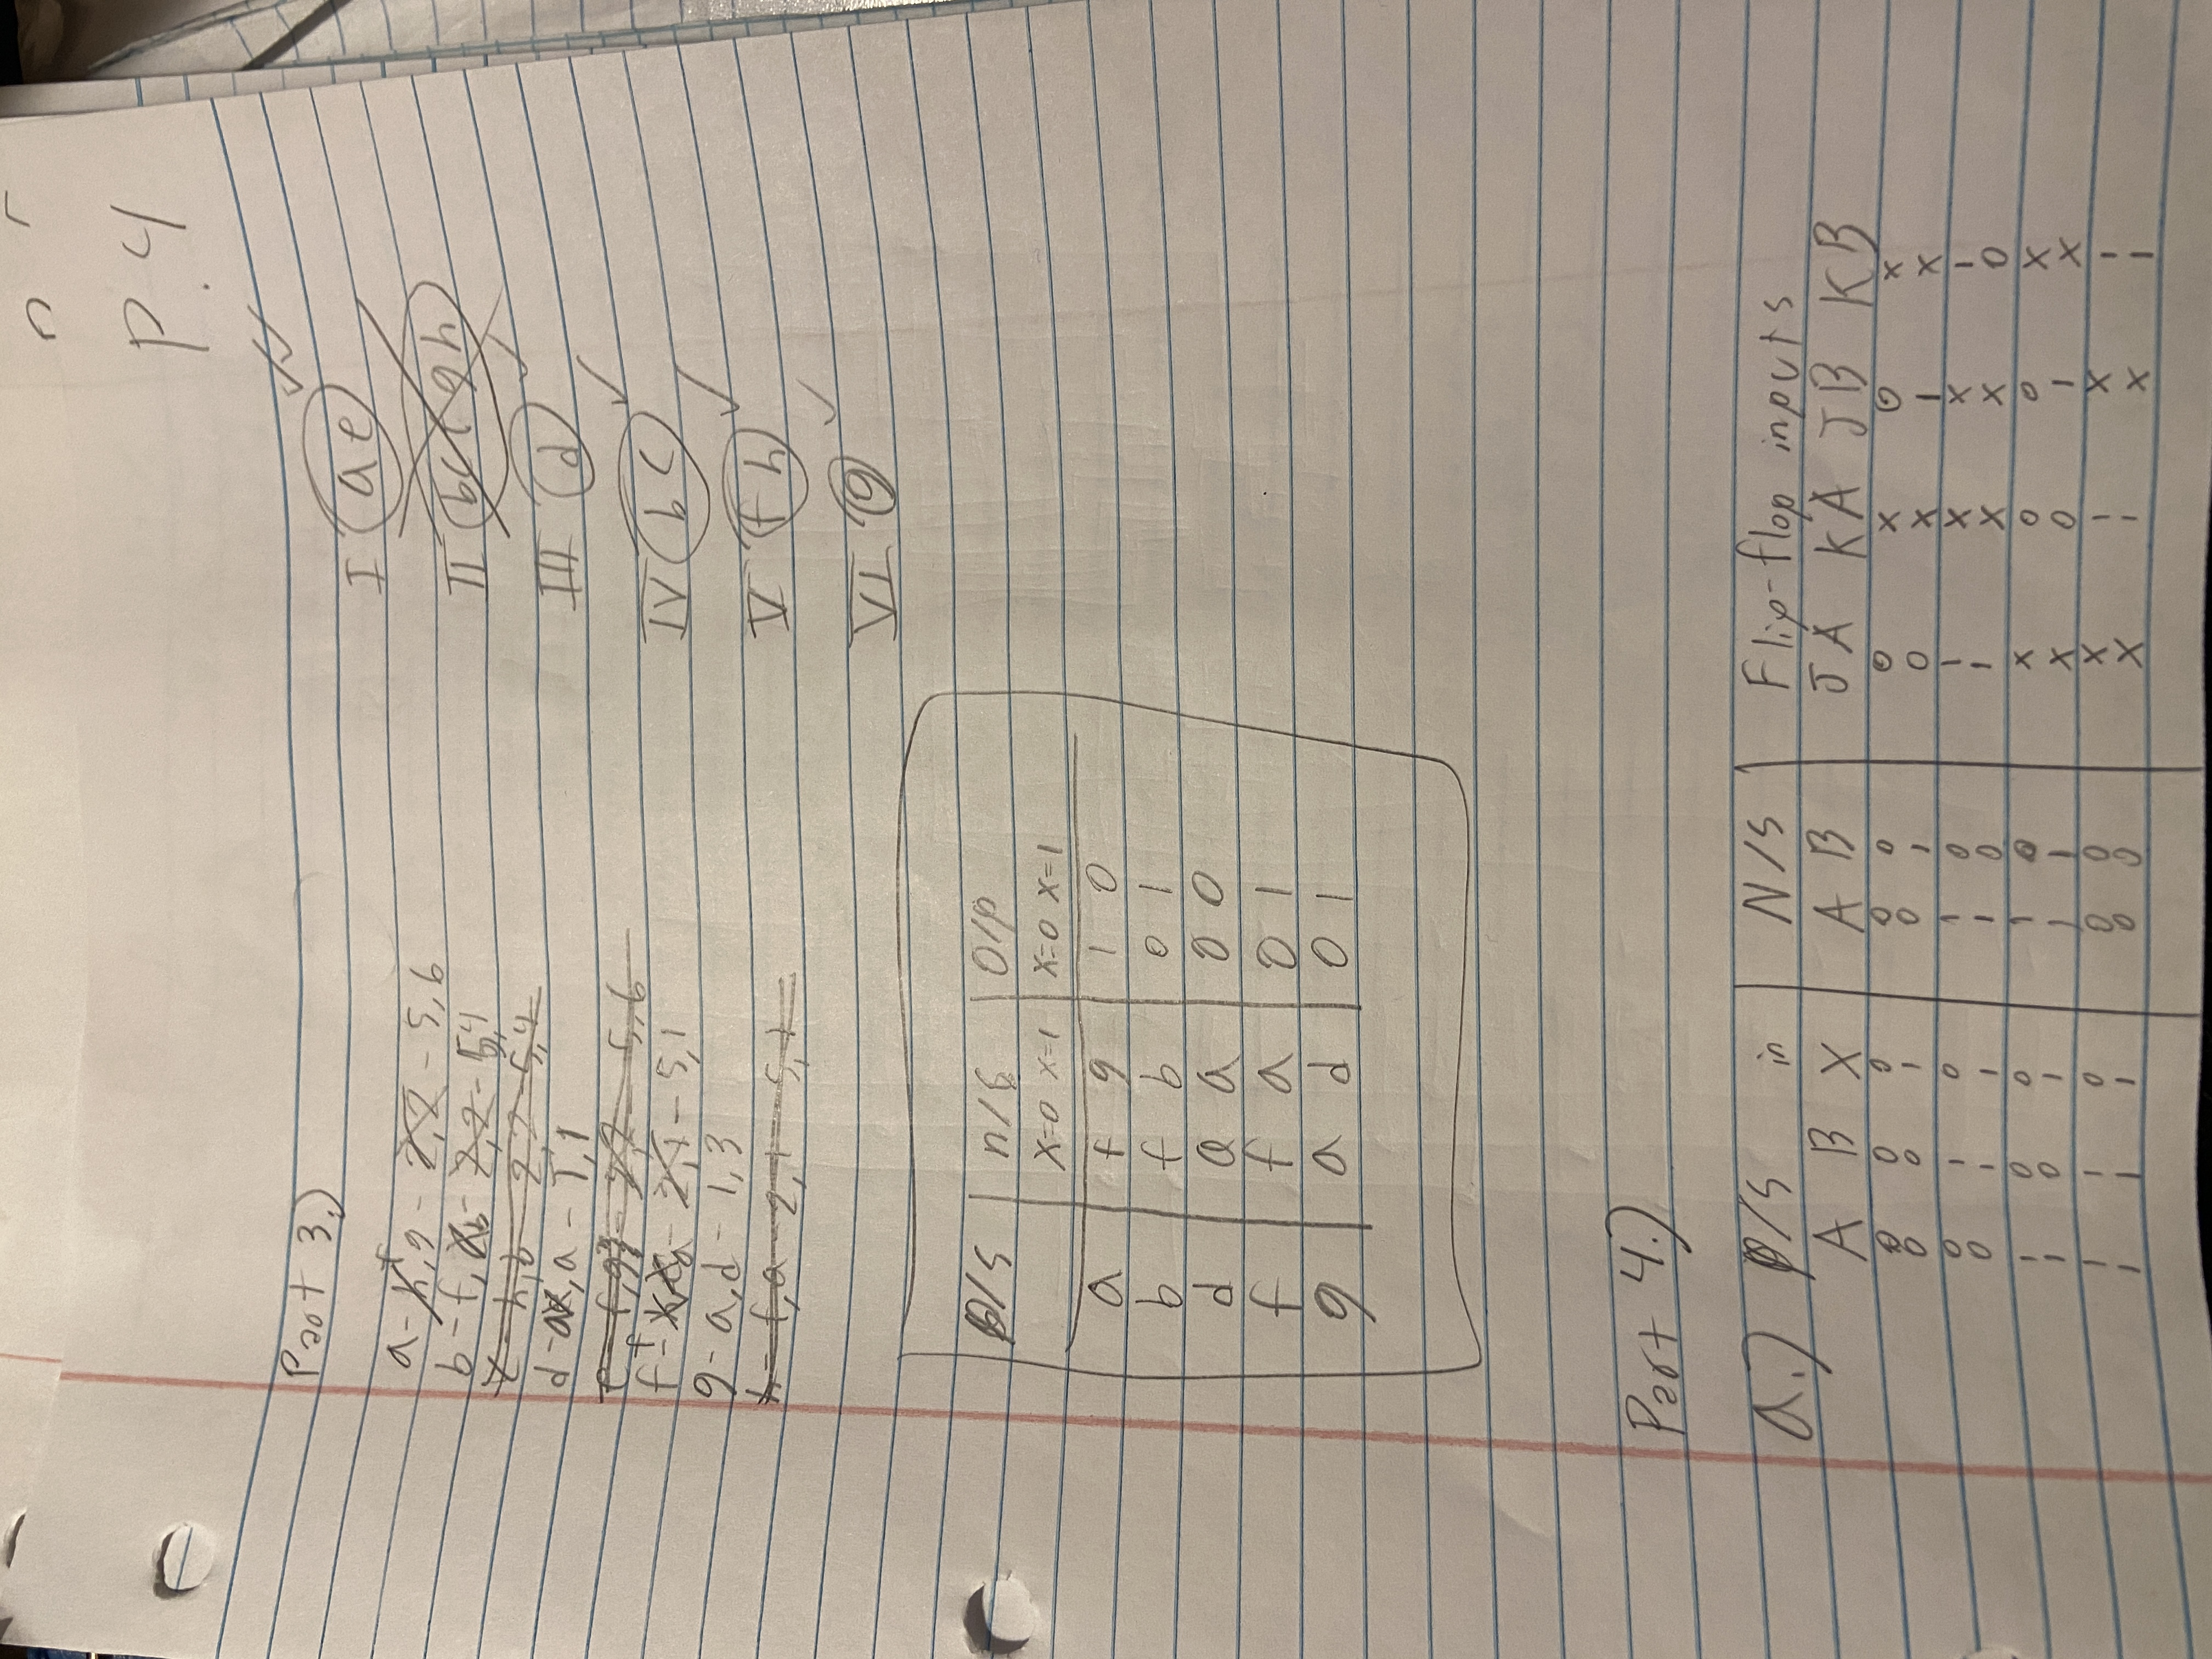 P.4
Part 3.)
a - f, g - 2,2 - 5,6
b - f, b - 2,2 - 5,4
c - h, b - 2,2 - 5,4
d - a, a - 1,1
e - f, g - 2,2 - 5,6
f - f, a - 2,1 - 5,1
g - a, d - 1,3
h - f, a - 2,1 - 5,1
I a e
II b c f g h
III d
IV b c
V f h
VI g
P/S n/s O/P
X=0 X=1 X=0 X=1
a f g 1 0
b f b 0 1
d a a 0 0
f f a 0 1
g a d 0 1
Part 4.)
a.) P/S in N/S Flip-flop inputs
A B X A B JA KA JB KB
0 0 0 0 0 0 X 0 X
0 0 1 0 1 0 X 1 X
0 1 0 1 0 1 X X 1
0 1 1 1 0 1 X X 0
1 0 0 1 0 X 0 0 X
1 0 1 1 1 X 0 1 X
1 1 0 0 0 X 1 X 1
1 1 1 0 0 X 1 X 1